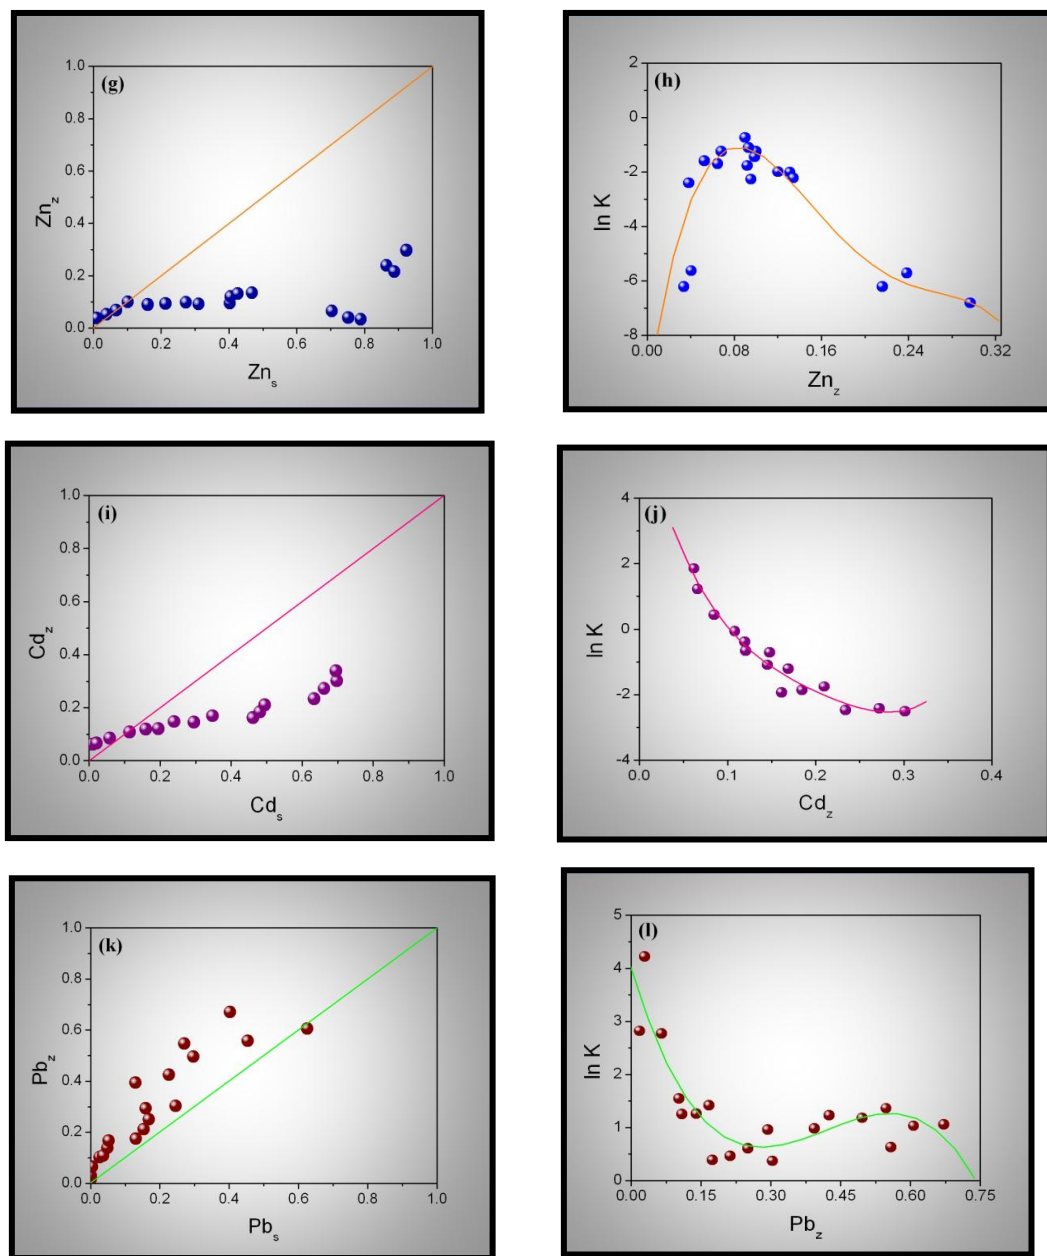 (g)
1.0
0.8
0.6
0.4
0.2
0.0
0.0 0.2 0.4 0.6 0.8 1.0
Zn_z
Zn_s
(h)
2
0
-2
-4
-6
-8
0.00 0.08 0.16 0.24 0.32
ln K
Zn_z
(i)
1.0
0.8
0.6
0.4
0.2
0.0
0.0 0.2 0.4 0.6 0.8 1.0
Cd_z
Cd_s
(j)
4
2
0
-2
-4
0.0 0.1 0.2 0.3 0.4
ln K
Cd_z
(k)
1.0
0.8
0.6
0.4
0.2
0.0
0.0 0.2 0.4 0.6 0.8 1.0
Pb_z
Pb_s
(l)
5
4
3
2
1
0
0.00 0.15 0.30 0.45 0.60 0.75
ln K
Pb_z